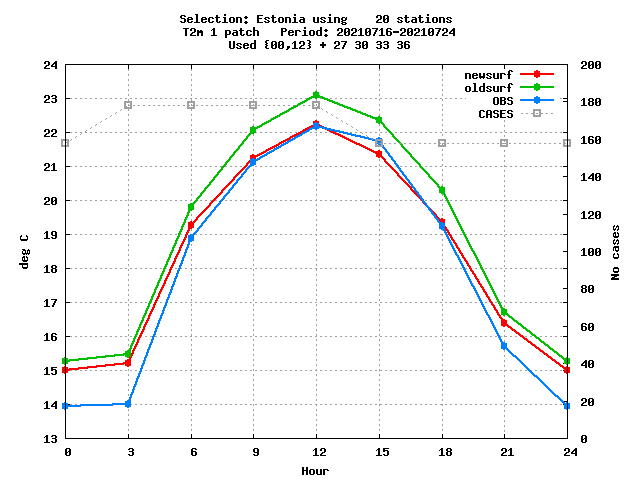 Selection: Estonia using    20 stations
T2m 1 patch   Period: 20210716-20210724
Used {00,12} + 27 30 33 36
newsurf
oldsurf
OBS
CASES
24
23
22
21
20
19
18
17
16
15
14
13
deg C
200
180
160
140
120
100
80
60
40
20
0
No cases
0 3 6 9 12 15 18 21 24
Hour